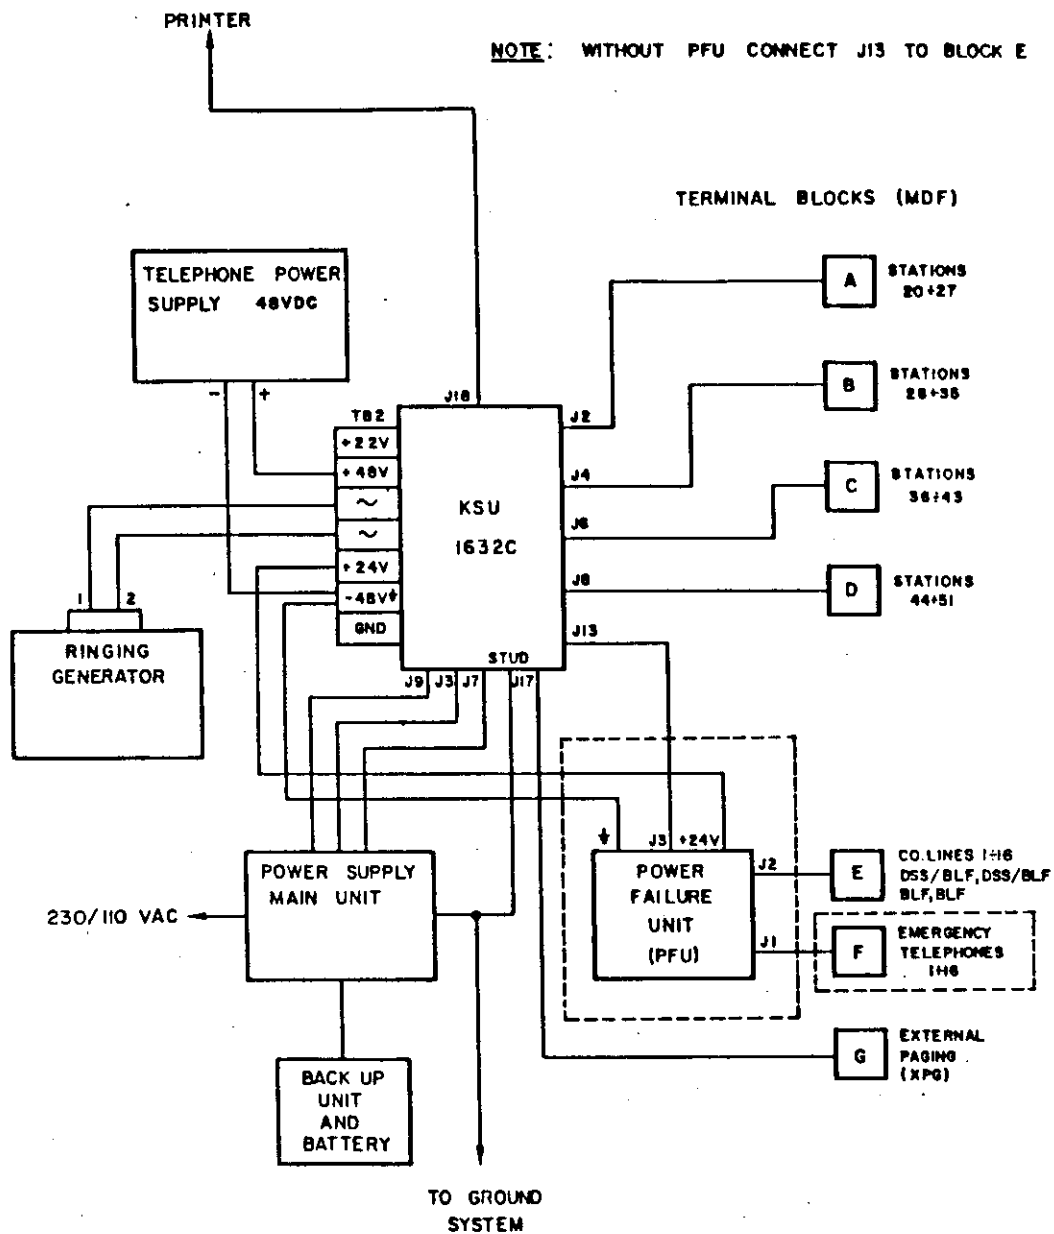 PRINTER
NOTE: WITHOUT PFU CONNECT J13 TO BLOCK E
TERMINAL BLOCKS (MDF)
TELEPHONE POWER
SUPPLY 48VDC
- +
A
STATIONS
20÷27
B
STATIONS
28÷35
C
STATIONS
36÷43
D
STATIONS
44÷51
J18
TB2
+22V
+48V
~
~
+24V
-48V
GND
KSU
1632C
J2
J4
J6
J8
J13
STUD
J9 J3 J7 J17
1 2
RINGING
GENERATOR
POWER SUPPLY
MAIN UNIT
230/110 VAC
BACK UP
UNIT
AND
BATTERY
TO GROUND
SYSTEM
J3 +24V
POWER
FAILURE
UNIT
(PFU)
J2
J1
E
CO.LINES 1÷16
DSS/BLF,DSS/BLF
BLF,BLF
F
EMERGENCY
TELEPHONES
1÷16
G
EXTERNAL
PAGING
(XPG)